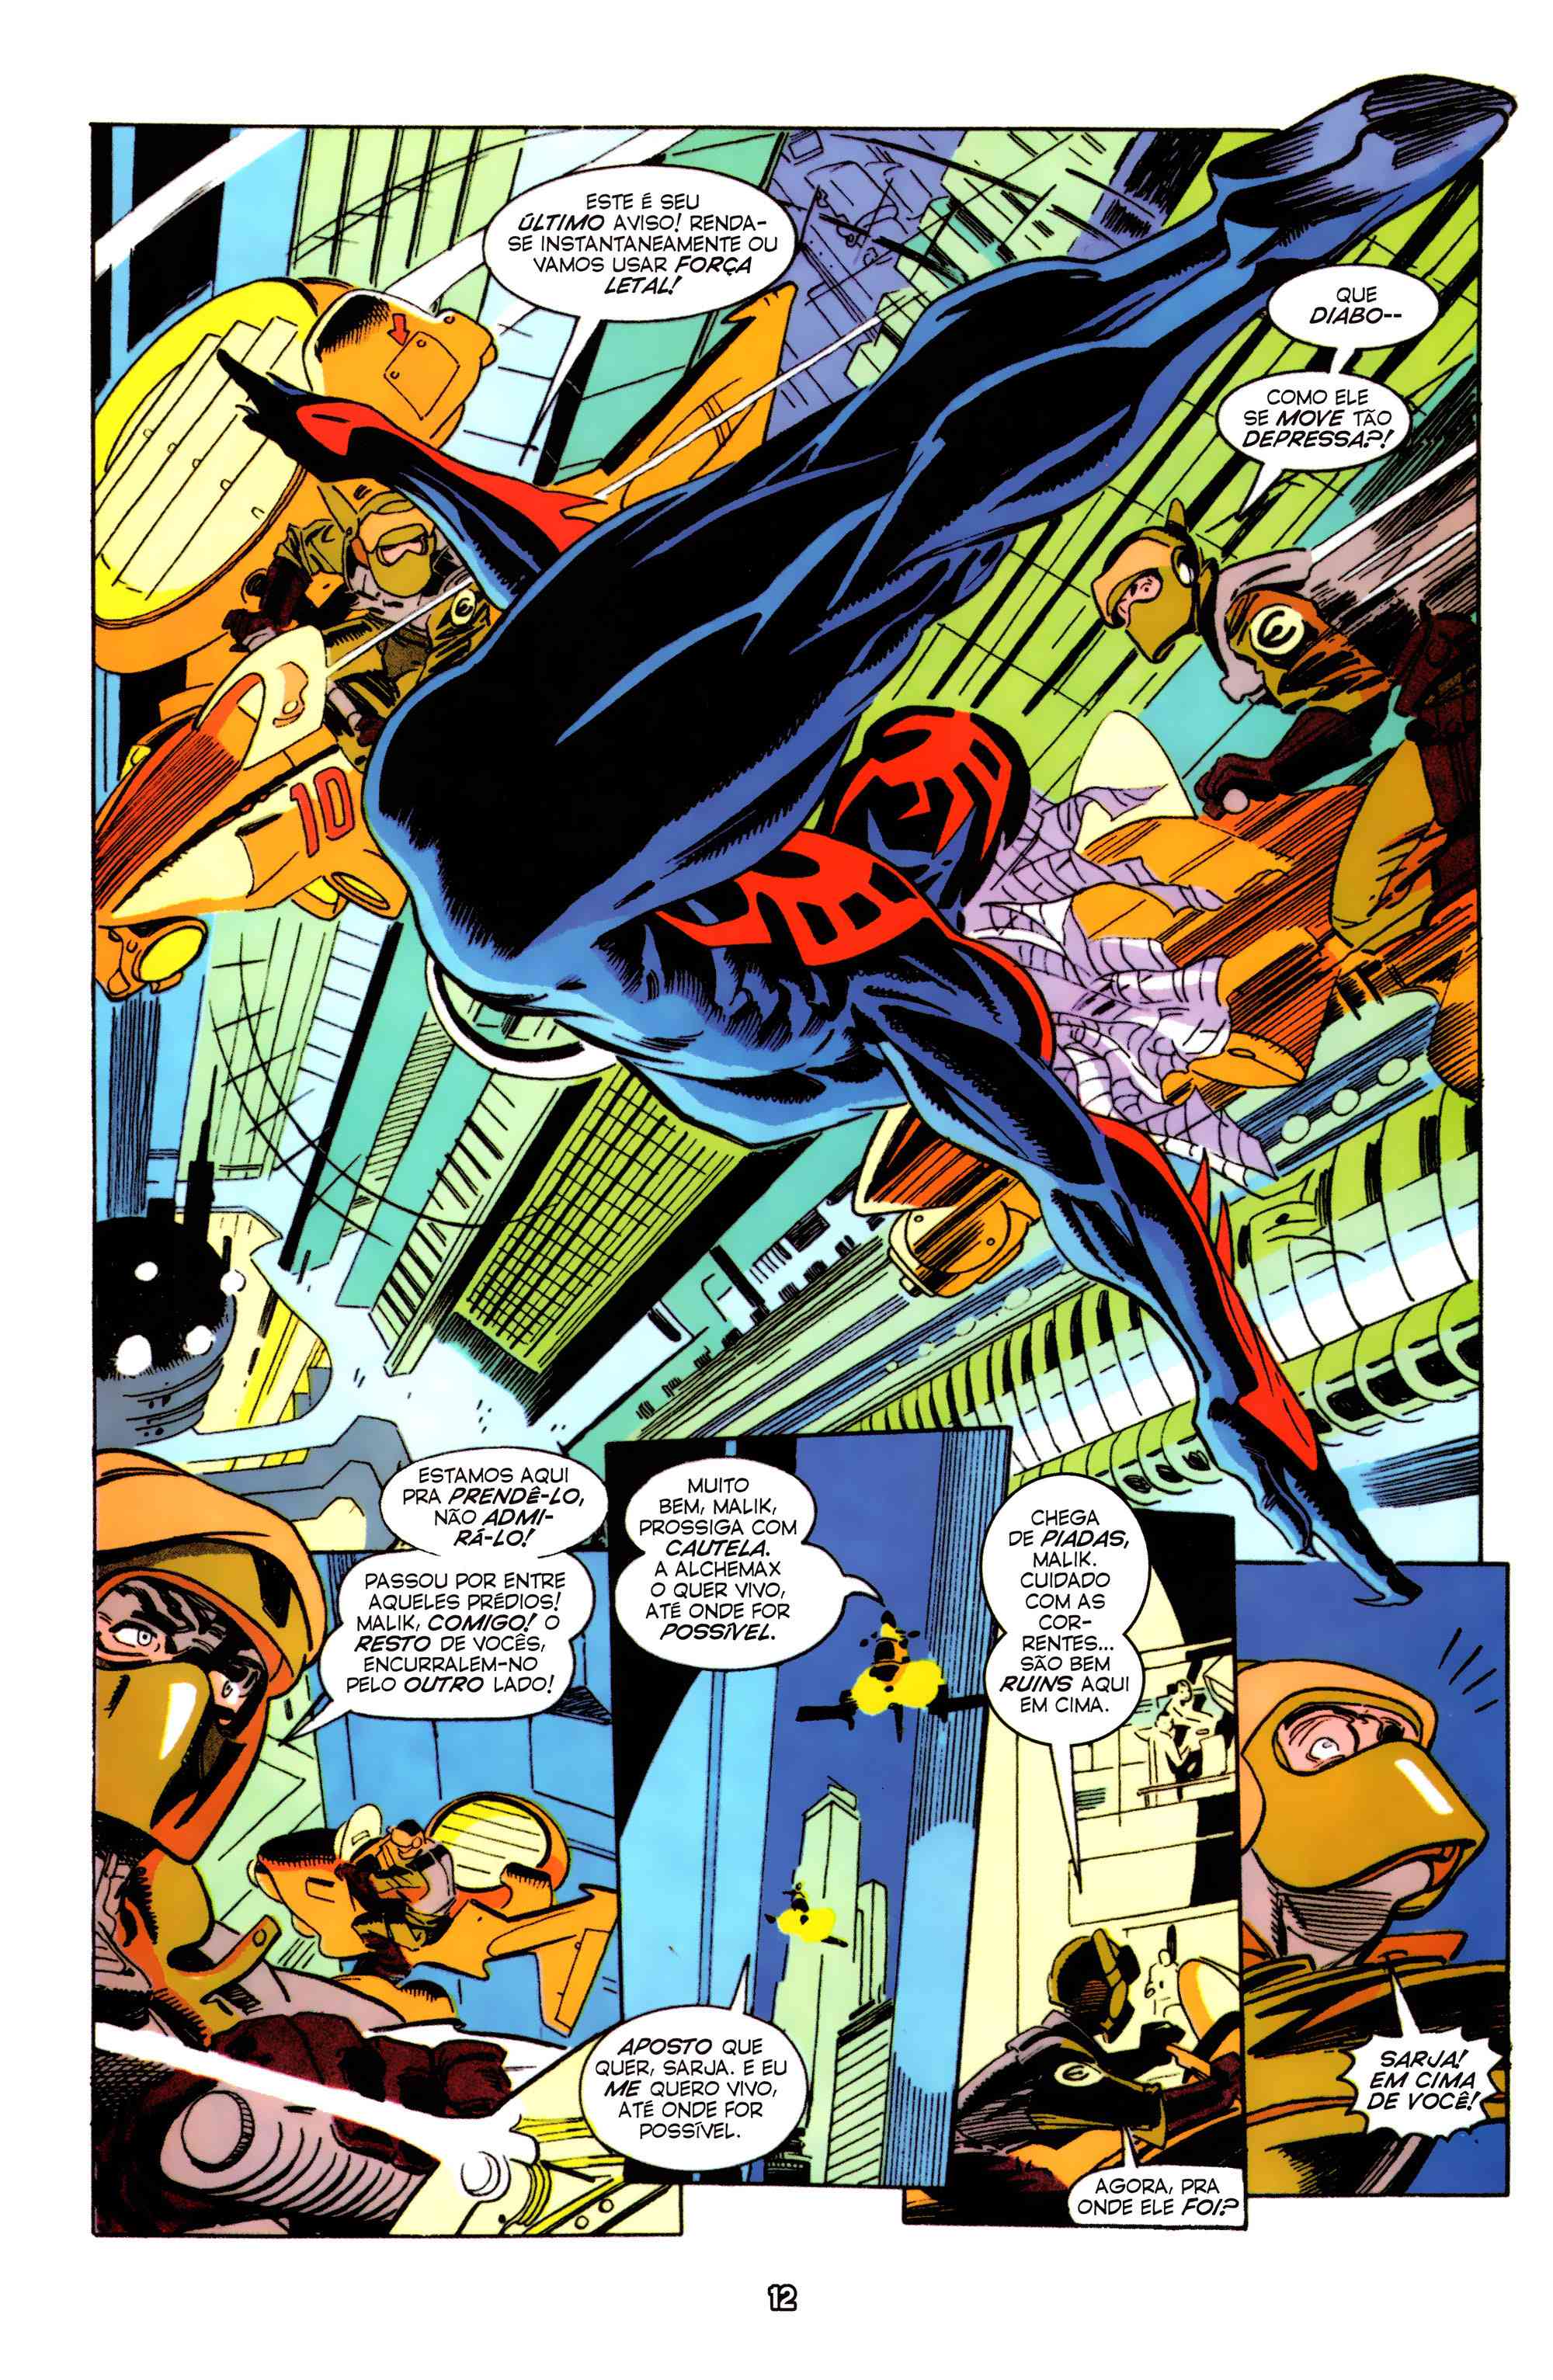 ESTE É SEU
ÚLTIMO AVISO! RENDA-
SE INSTANTANEAMENTE OU
VAMOS USAR FORÇA
LETAL!
QUE
DIABO--
COMO ELE
SE MOVE TÃO
DEPRESSA?!
10
ESTAMOS AQUI
PRA PRENDÊ-LO,
NÃO ADMI-
RÁ-LO!
PASSOU POR ENTRE
AQUELES PRÉDIOS!
MALIK, COMIGO! O
RESTO DE VOCÊS,
ENCURRALEM-NO
PELO OUTRO LADO!
MUITO
BEM, MALIK,
PROSSIGA COM
CAUTELA.
A ALCHEMAX
O QUER VIVO,
ATÉ ONDE FOR
POSSÍVEL.
APOSTO QUE
QUER, SARJA. E EU
ME QUERO VIVO,
ATÉ ONDE FOR
POSSÍVEL.
CHEGA
DE PIADAS,
MALIK.
CUIDADO
COM AS
COR-
RENTES...
SÃO BEM
RUINS AQUI
EM CIMA.
AGORA, PRA
ONDE ELE FOI?
SARJA!
EM CIMA
DE VOCÊ!
12